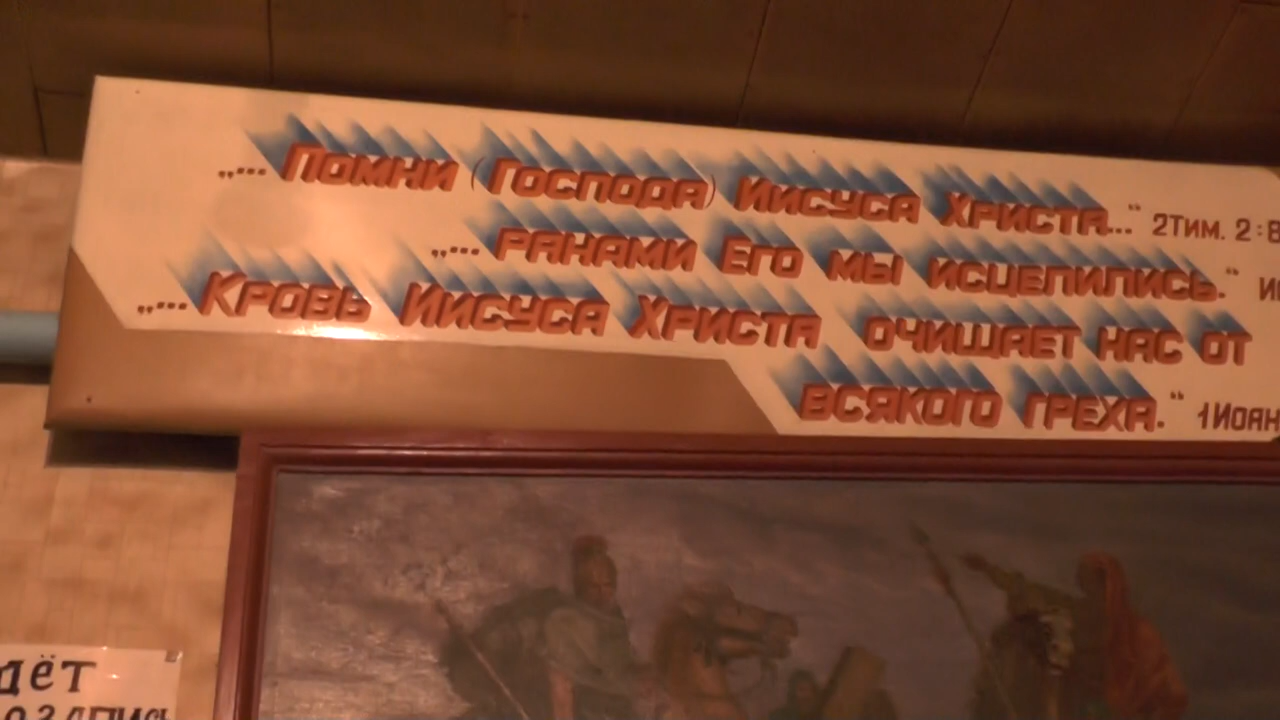 „... Помни (Господа) Иисуса Христа..." 2Тим. 2:8
„... ранами Его мы исцелились."
„... Кровь Иисуса Христа очищает нас от
всякого греха." 1Иоан
дёт